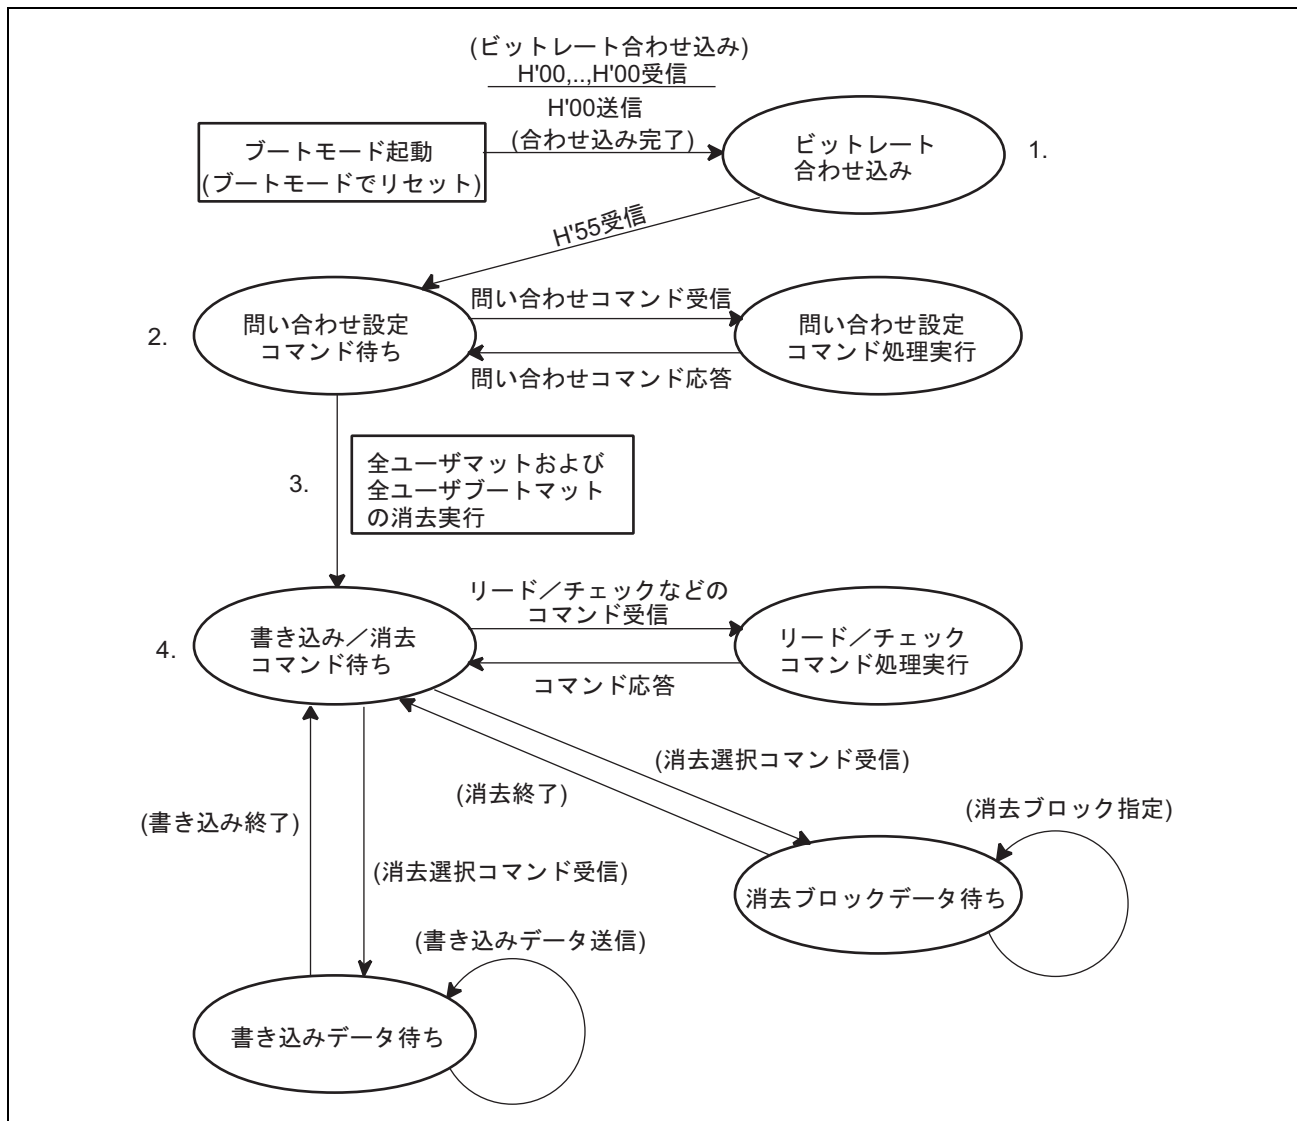 (ビットレート合わせ込み)
H'00,..,H'00受信
H'00送信
(合わせ込み完了)
ブートモード起動
(ブートモードでリセット)
ビットレート
合わせ込み
1.
H'55受信
2.
問い合わせ設定
コマンド待ち
問い合わせコマンド受信
問い合わせコマンド応答
問い合わせ設定
コマンド処理実行
3.
全ユーザマットおよび
全ユーザブートマット
の消去実行
4.
書き込み／消去
コマンド待ち
リード／チェックなどの
コマンド受信
コマンド応答
リード／チェック
コマンド処理実行
(消去選択コマンド受信)
(消去終了)
(書き込み終了)
(消去選択コマンド受信)
(消去ブロック指定)
消去ブロックデータ待ち
(書き込みデータ送信)
書き込みデータ待ち